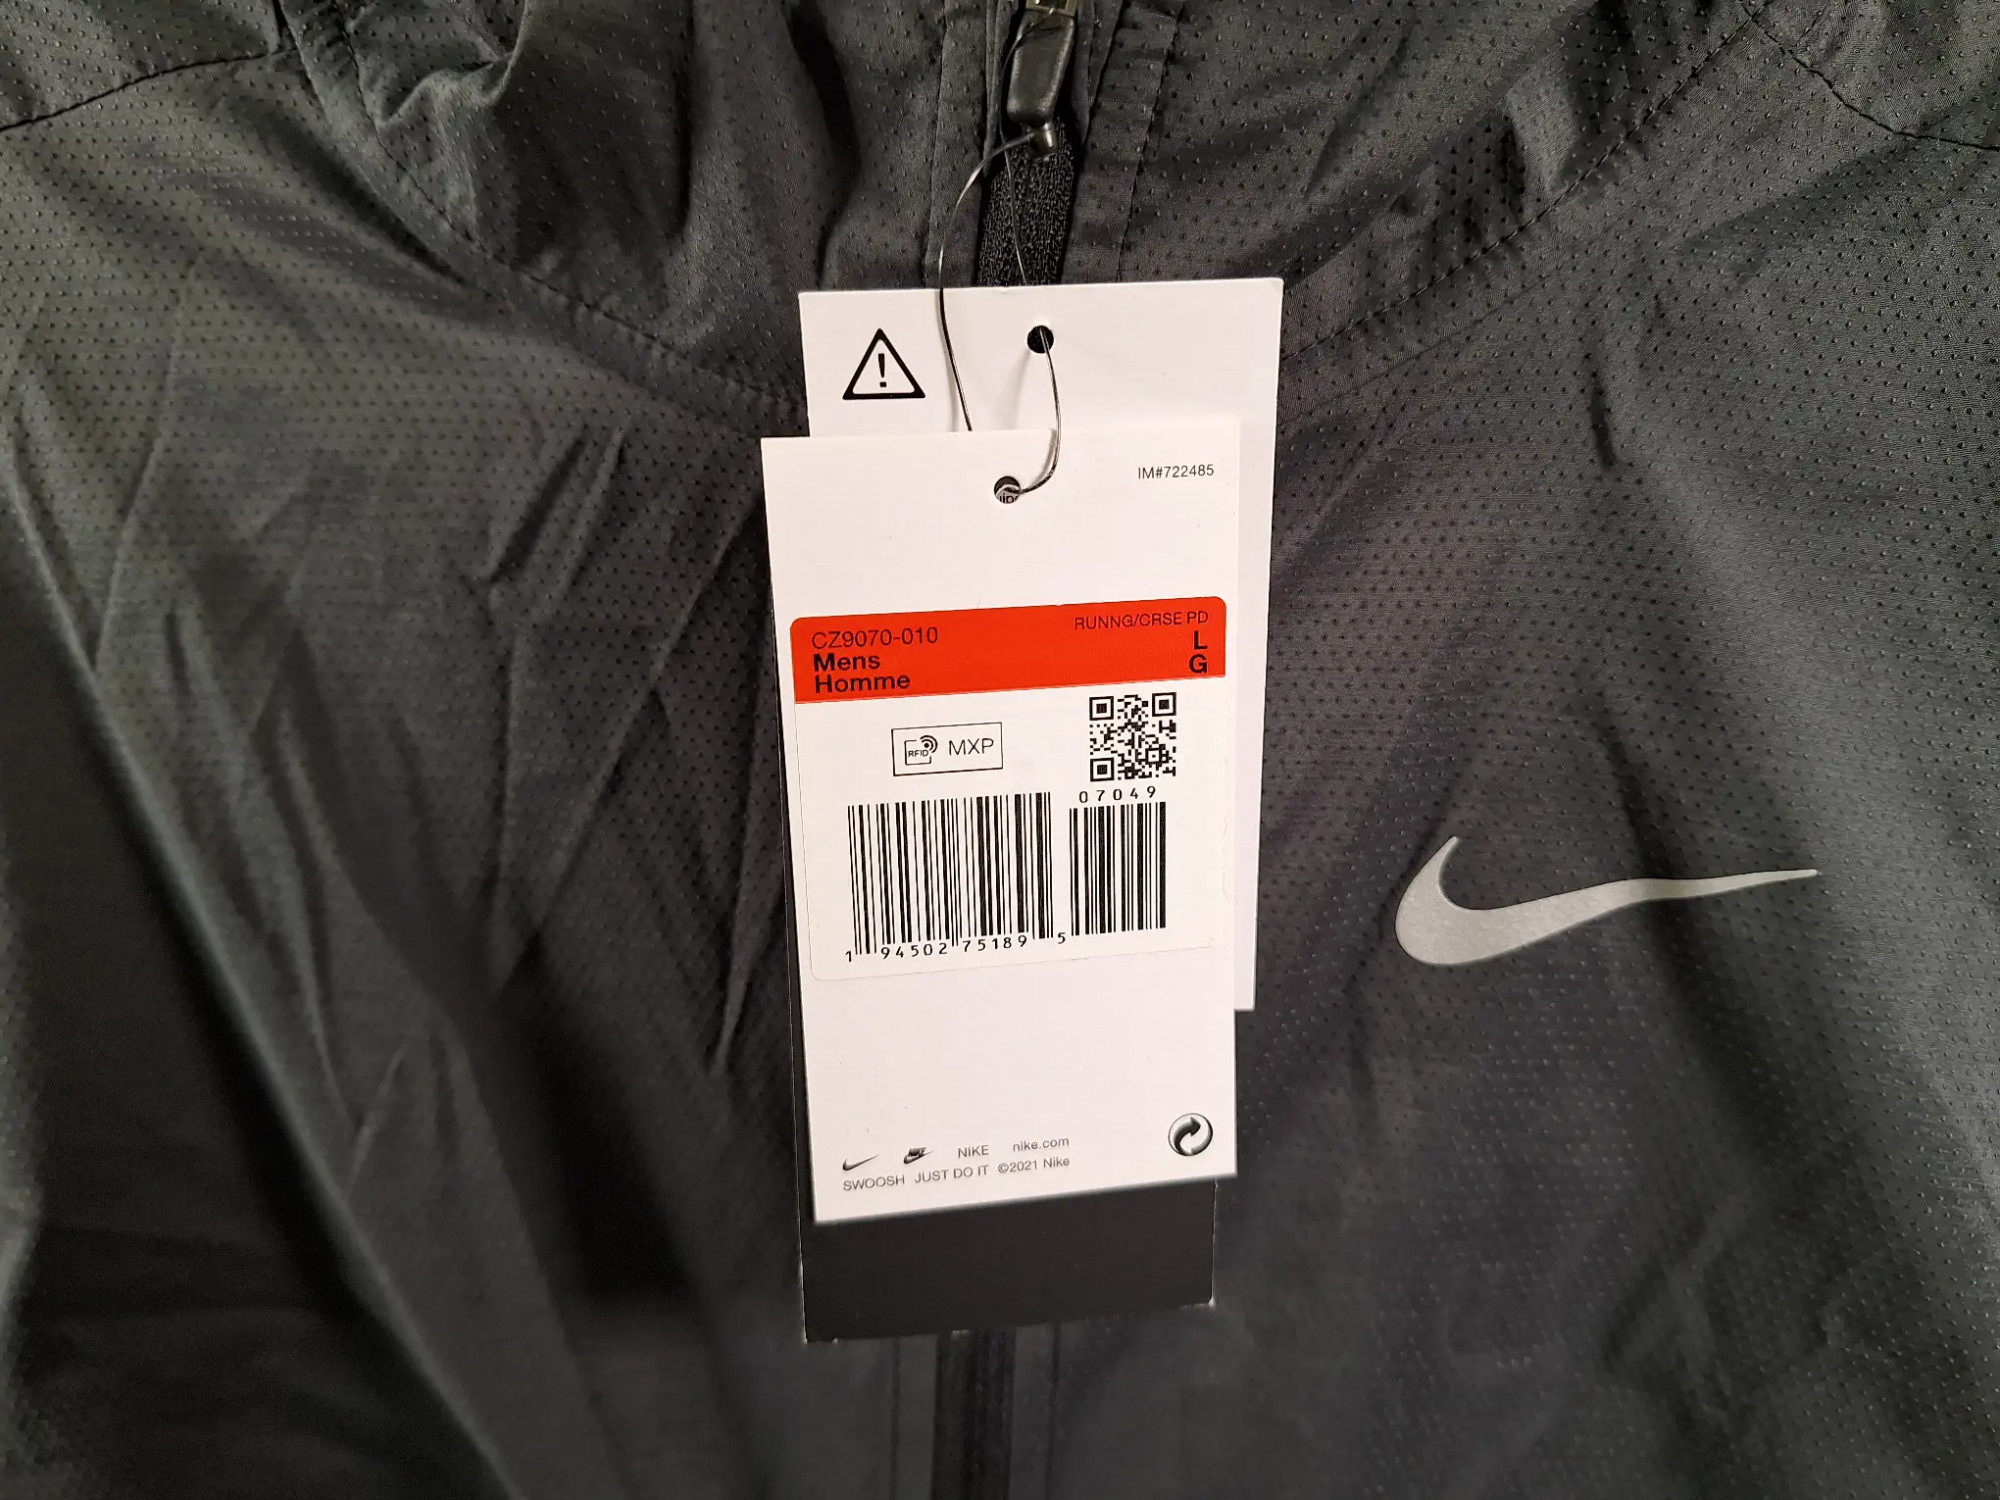 IM#722485
CZ9070-010
RUNNG/CRSE PD
Mens
L
Homme
G
RFID MXP
07049
1 94502 75189 5
NIKE nike.com
SWOOSH JUST DO IT ©2021 Nike